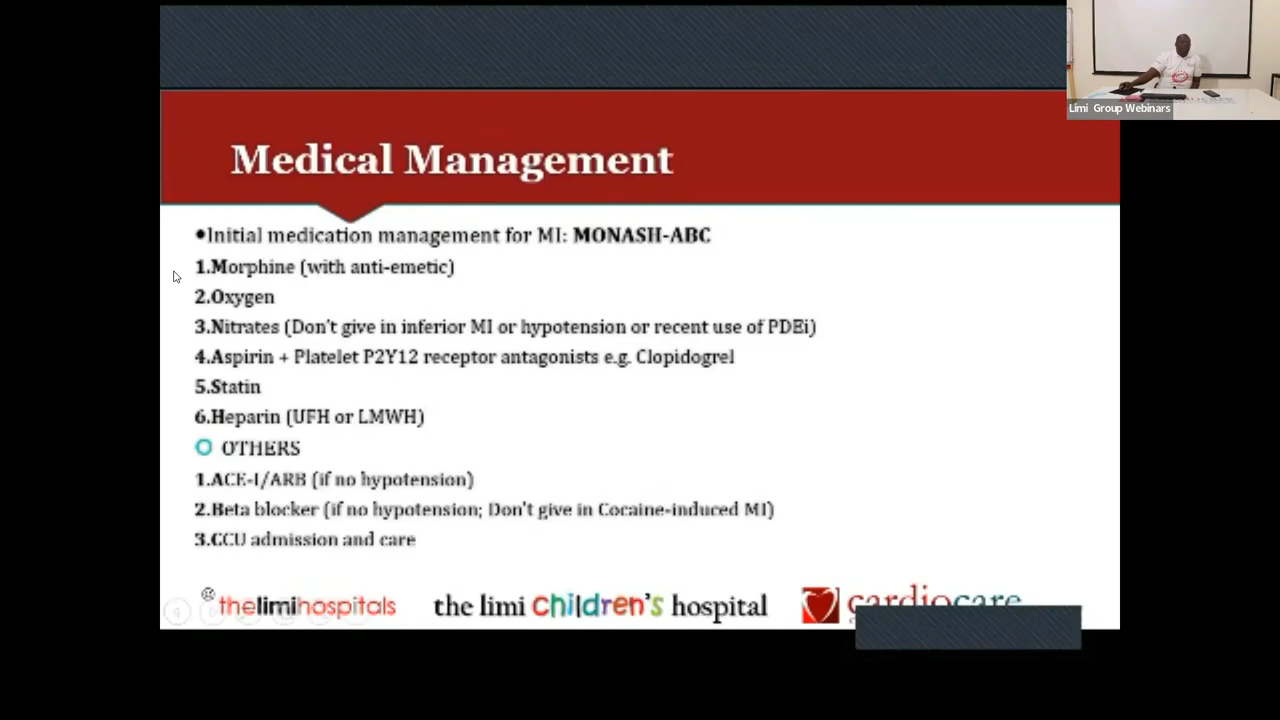 Limi Group Webinars
Medical Management
•Initial medication management for MI: MONASH-ABC
1.Morphine (with anti-emetic)
2.Oxygen
3.Nitrates (Don't give in inferior MI or hypotension or recent use of PDEi)
4.Aspirin + Platelet P2Y12 receptor antagonists e.g. Clopidogrel
5.Statin
6.Heparin (UFH or LMWH)
OTHERS
1.ACE-I/ARB (if no hypotension)
2.Beta blocker (if no hypotension; Don't give in Cocaine-induced MI)
3.CCU admission and care
thelimihospitals
the limi children's hospital
cardiocare